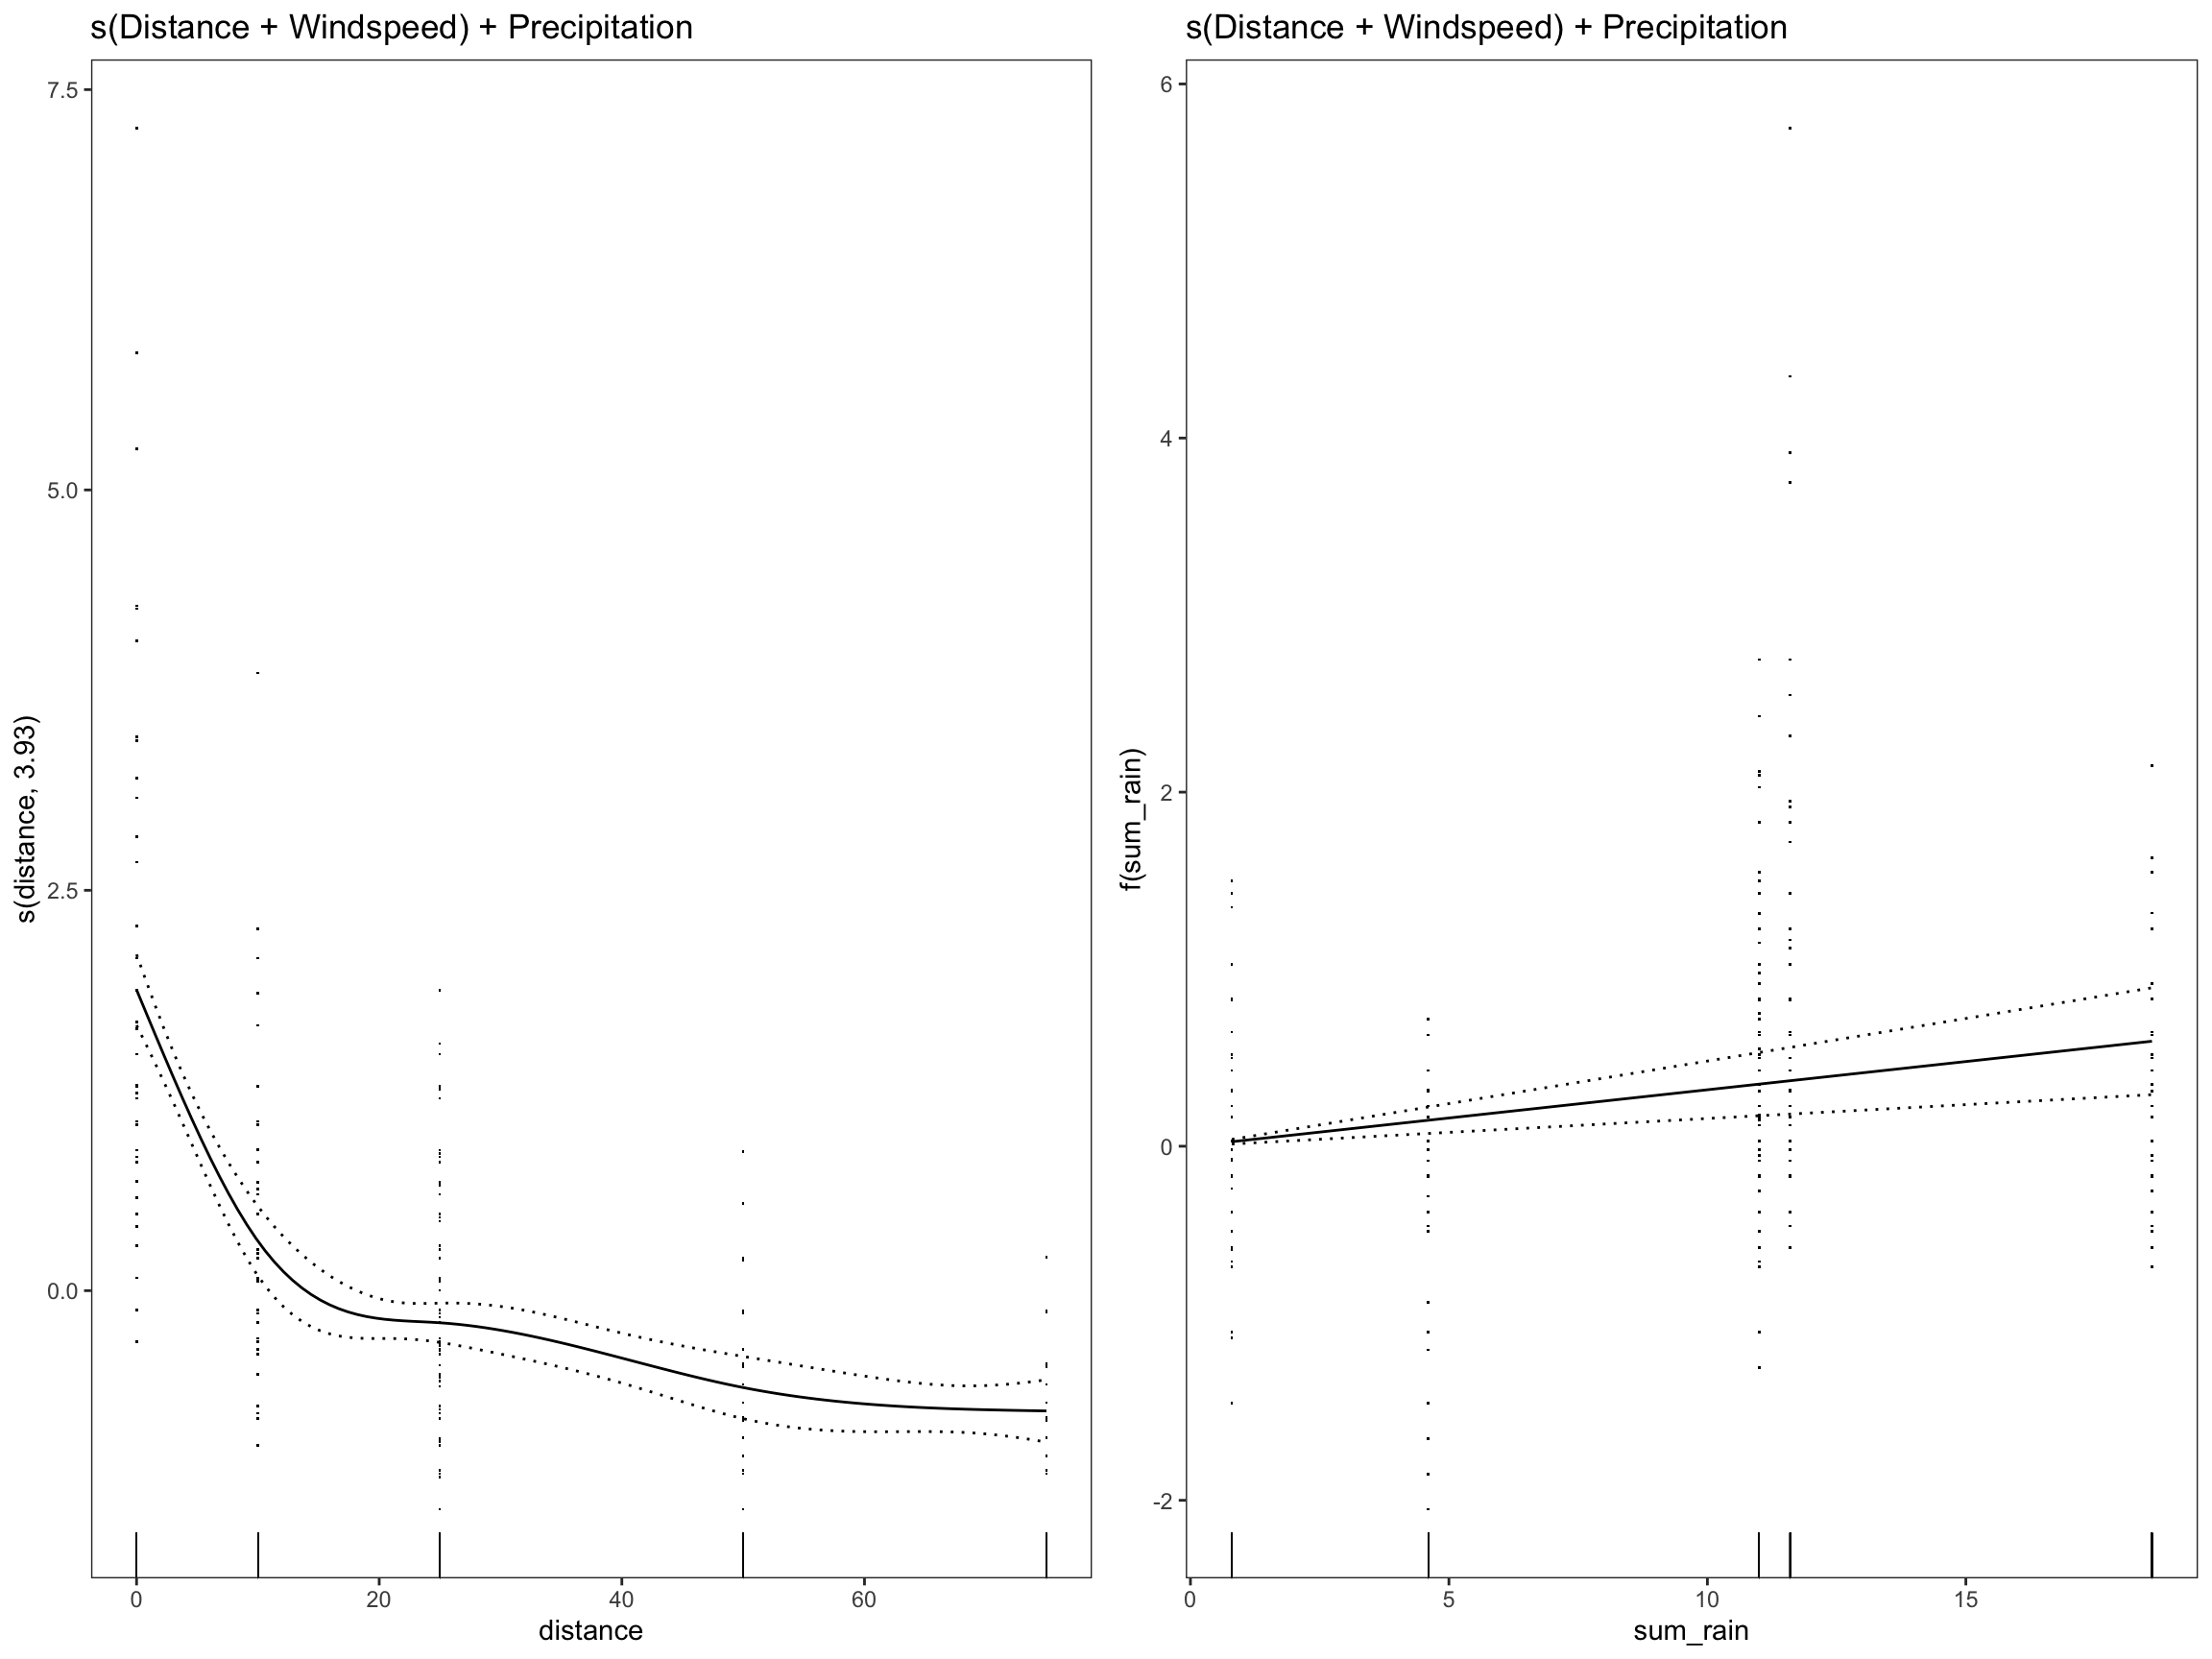 s(Distance + Windspeed) + Precipitation
7.5
5.0
2.5
0.0
s(distance, 3.93)
0 20 40 60
distance
s(Distance + Windspeed) + Precipitation
6
4
2
0
-2
f(sum_rain)
0 5 10 15
sum_rain